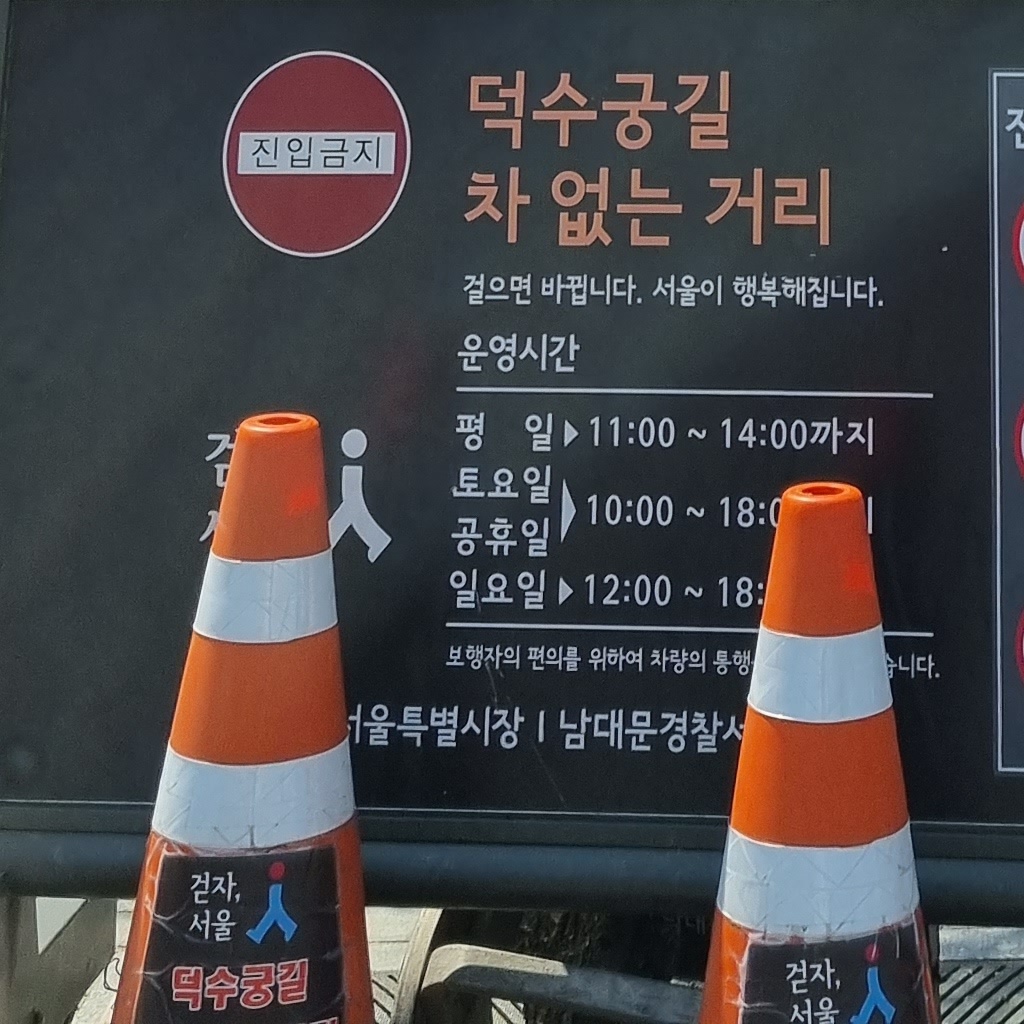 진입금지
덕수궁길
차 없는 거리
걸으면 바뀝니다. 서울이 행복해집니다.
운영시간
평 일 ▶ 11:00 ~ 14:00까지
토요일
공휴일 ▶ 10:00 ~ 18:
일요일 ▶ 12:00 ~ 18:
보행자의 편의를 위하여 차량의 통행
서울특별시장 | 남대문경찰서
걷자,
서울
덕수궁길
걷자,
서울